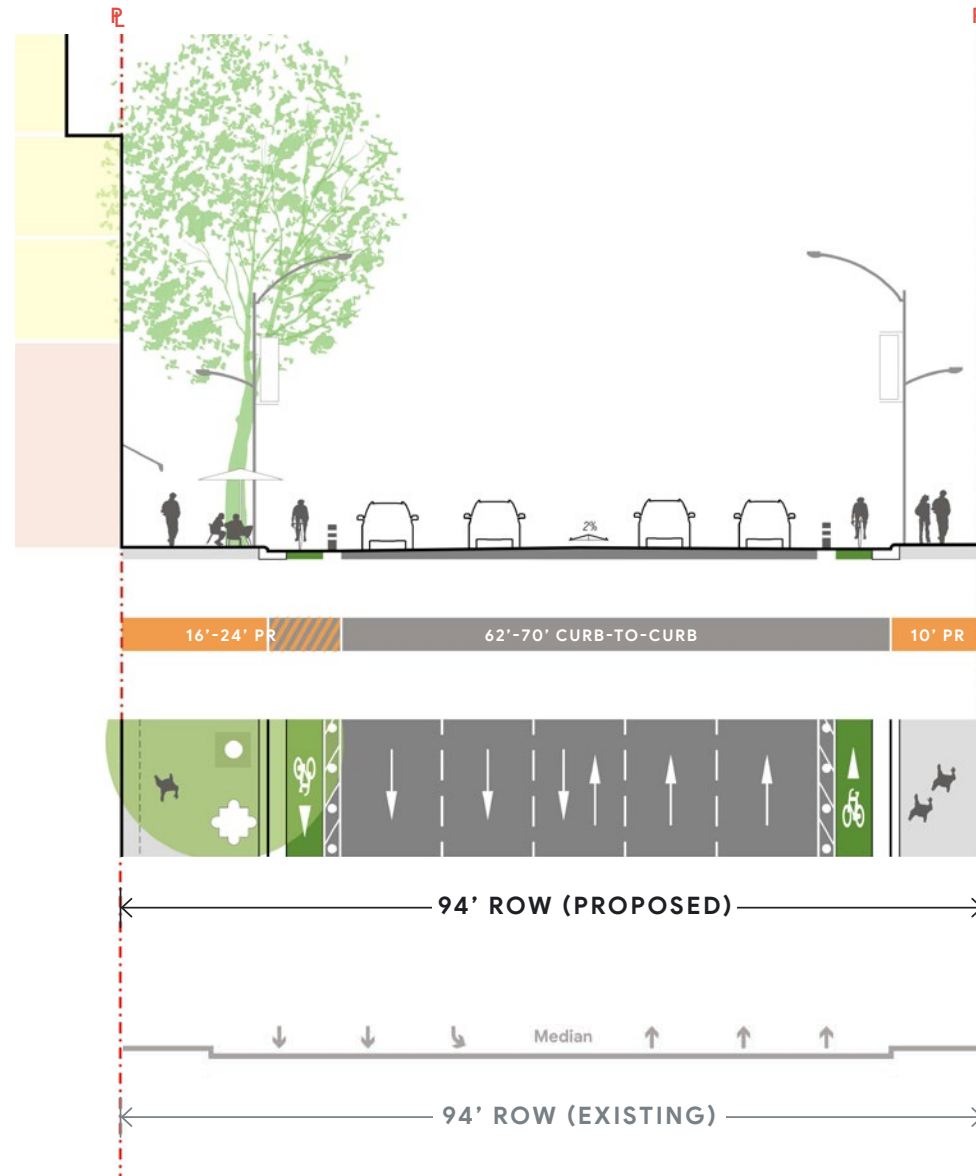 PL
2%
16’-24’ PR
62’-70’ CURB-TO-CURB
10’ PR
94’ ROW (PROPOSED)
Median
94’ ROW (EXISTING)